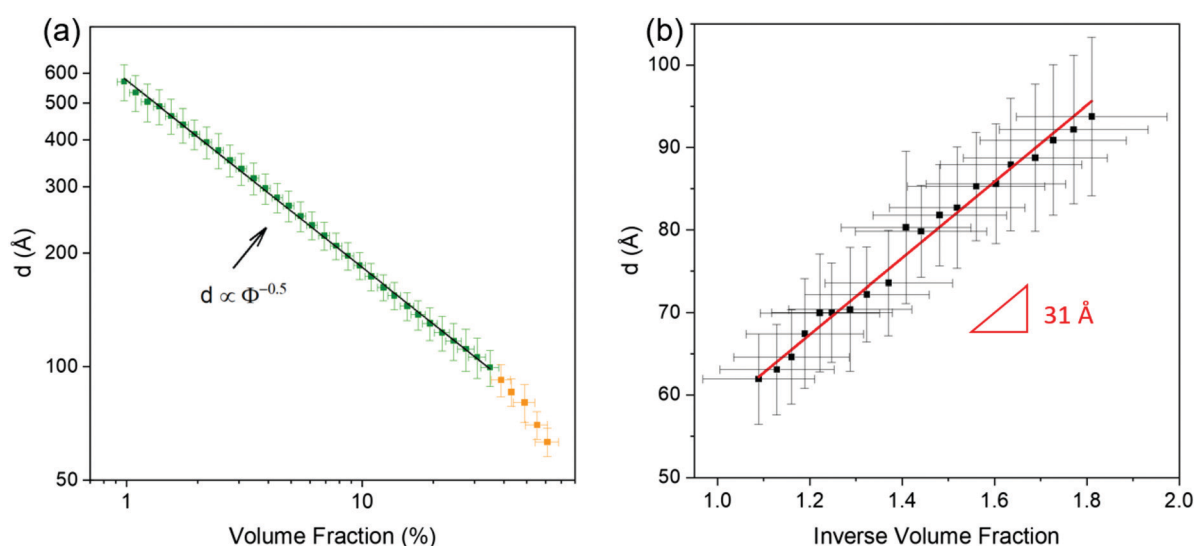 (a)
600
500
400
300
200
100
50
d (Å)
d ∝ Φ⁻⁰·⁵
1
10
Volume Fraction (%)
(b)
100
90
80
70
60
50
d (Å)
31 Å
1.0 1.2 1.4 1.6 1.8 2.0
Inverse Volume Fraction